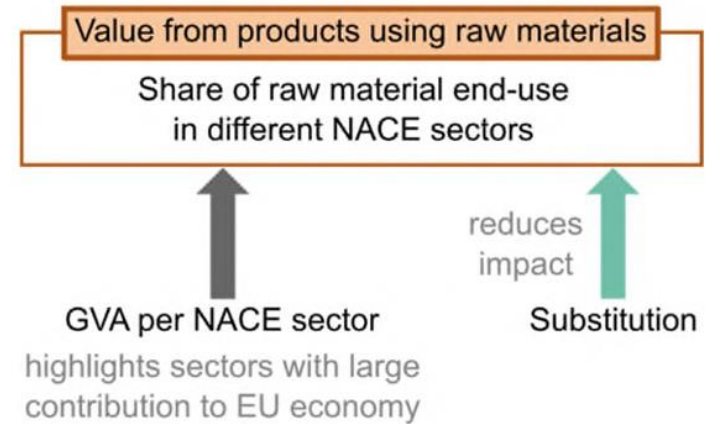 Value from products using raw materials
Share of raw material end-use
in different NACE sectors
reduces
impact
GVA per NACE sector
Substitution
highlights sectors with large
contribution to EU economy